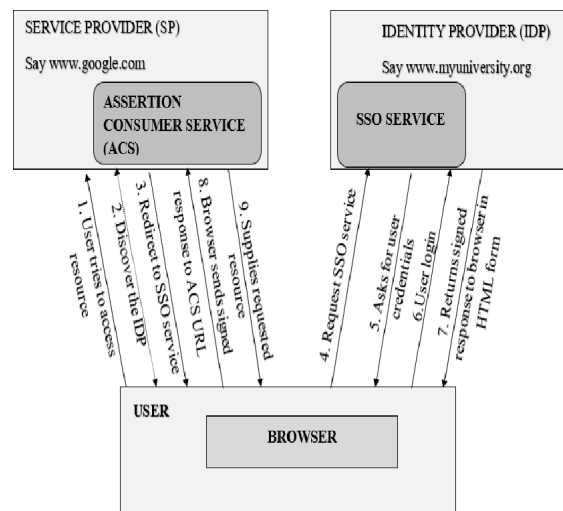 SERVICE PROVIDER (SP)
Say www.google.com
ASSERTION
CONSUMER SERVICE
(ACS)
IDENTITY PROVIDER (IDP)
Say www.myuniversity.org
SSO SERVICE
1. User tries to access
resource
2. Discover the IDP
3. Redirect to SSO service
8. Browser sends signed
response to ACS URL
9. Supplies requested
resource
4. Request SSO service
5. Asks for user
credentials
6.User login
7. Returns signed
response to browser in
HTML form
USER
BROWSER